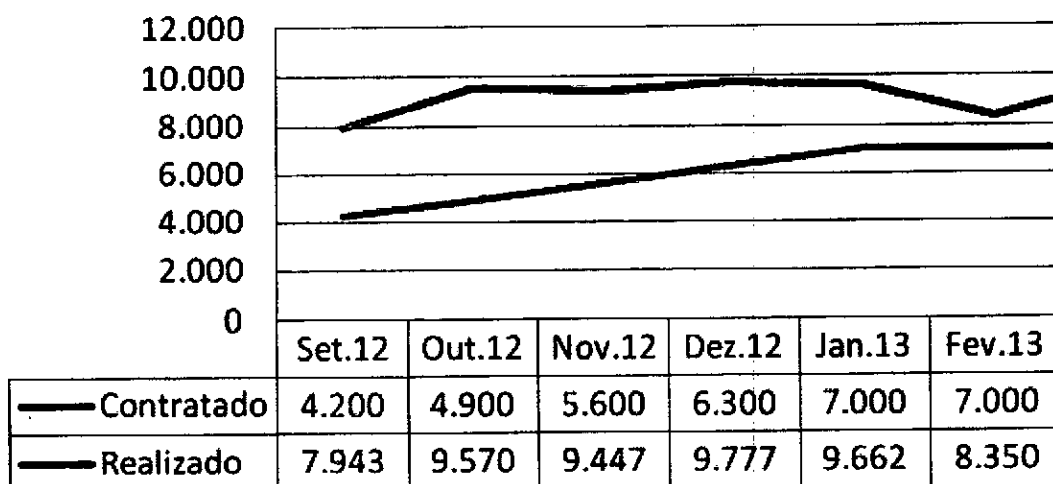 12.000
10.000
8.000
6.000
4.000
2.000
0
Set.12 Out.12 Nov.12 Dez.12 Jan.13 Fev.13
Contratado 4.200 4.900 5.600 6.300 7.000 7.000
Realizado 7.943 9.570 9.447 9.777 9.662 8.350